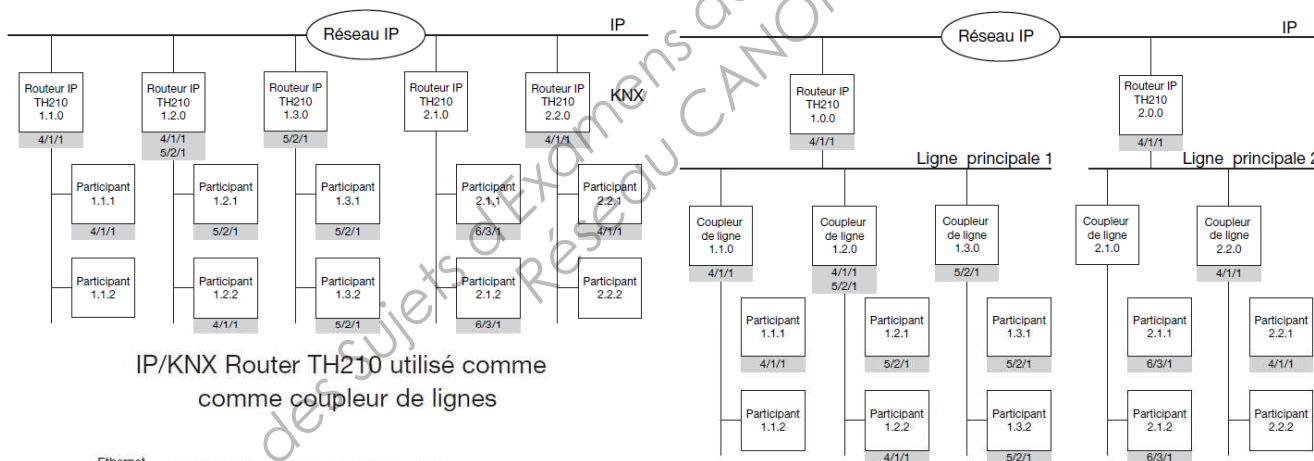 Réseau IP
IP
Routeur IP
TH210
1.1.0
4/1/1
Routeur IP
TH210
1.2.0
4/1/1
5/2/1
Routeur IP
TH210
1.3.0
5/2/1
Routeur IP
TH210
2.1.0
Routeur IP
TH210
2.2.0
4/1/1
KNX
Participant
1.1.1
4/1/1
Participant
1.2.1
5/2/1
Participant
1.3.1
5/2/1
Participant
2.1.1
6/3/1
Participant
2.2.1
4/1/1
Participant
1.1.2
Participant
1.2.2
4/1/1
Participant
1.3.2
5/2/1
Participant
2.1.2
6/3/1
Participant
2.2.2
IP/KNX Router TH210 utilisé comme
comme coupleur de lignes
Réseau IP
IP
Routeur IP
TH210
1.0.0
4/1/1
Routeur IP
TH210
2.0.0
4/1/1
Ligne principale 1
Ligne principale 2
Coupleur
de ligne
1.1.0
4/1/1
Coupleur
de ligne
1.2.0
4/1/1
5/2/1
Coupleur
de ligne
1.3.0
5/2/1
Coupleur
de ligne
2.1.0
Coupleur
de ligne
2.2.0
4/1/1
Participant
1.1.1
4/1/1
Participant
1.2.1
5/2/1
Participant
1.3.1
5/2/1
Participant
2.1.1
6/3/1
Participant
2.2.1
4/1/1
Participant
1.1.2
Participant
1.2.2
4/1/1
Participant
1.3.2
5/2/1
Participant
2.1.2
6/3/1
Participant
2.2.2
Ethernet
des Sujets d'Examens
Réseau